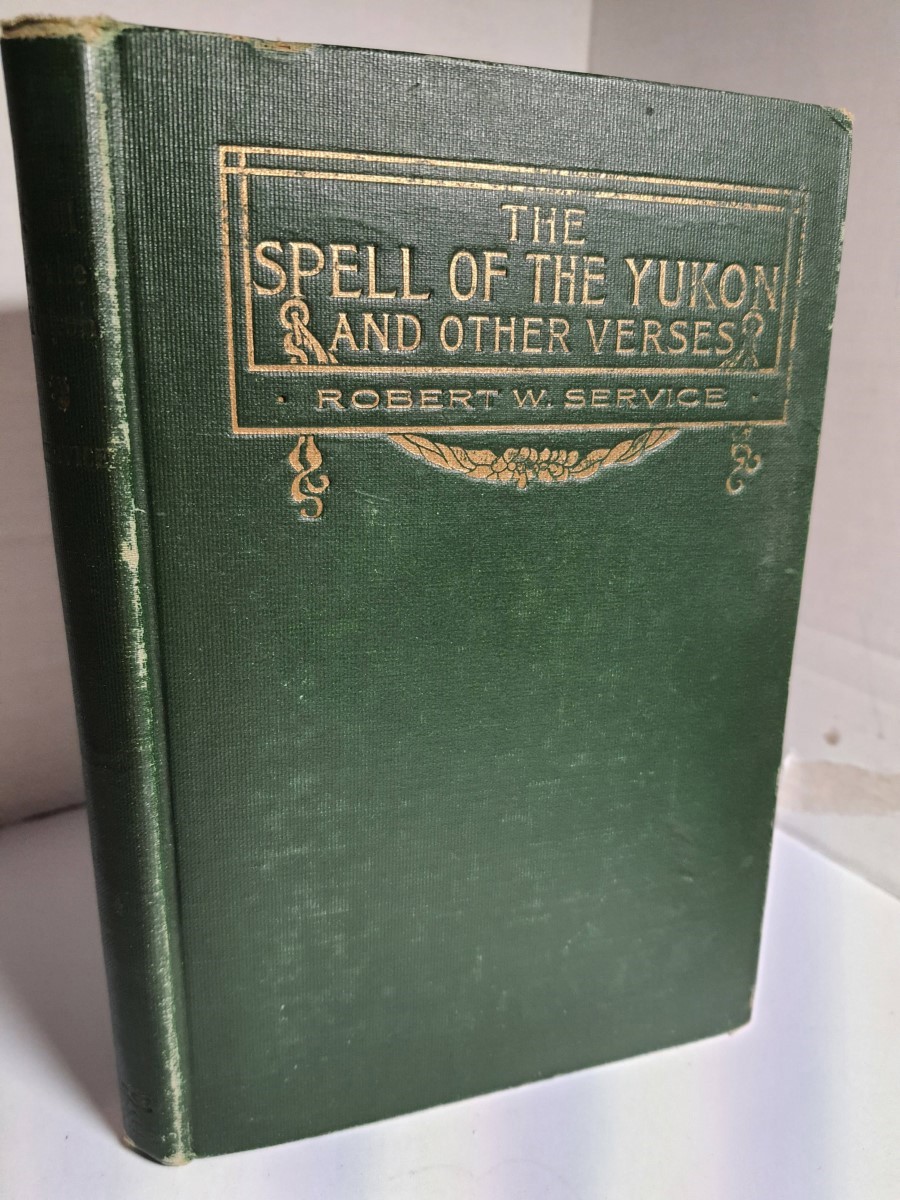 THE
SPELL OF THE YUKON
AND OTHER VERSES
· ROBERT W. SERVICE ·